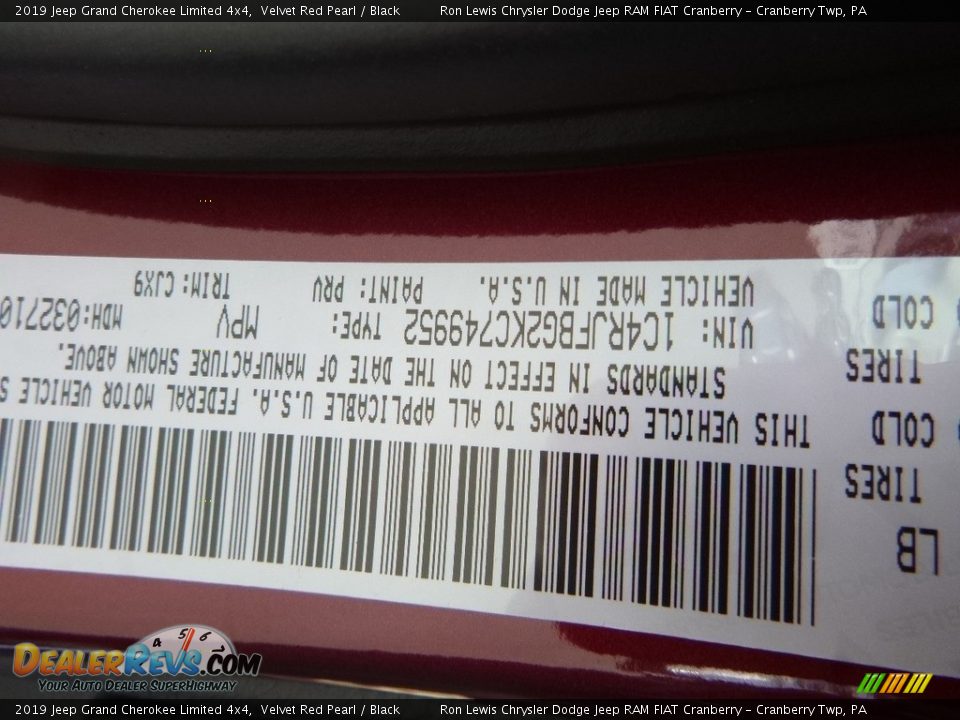 2019 Jeep Grand Cherokee Limited 4x4, Velvet Red Pearl / Black Ron Lewis Chrysler Dodge Jeep RAM FIAT Cranberry - Cranberry Twp, PA
LB
TIRES
COLD
TIRES
COLD
THIS VEHICLE CONFORMS TO ALL APPLICABLE U.S.A. FEDERAL MOTOR VEHICLE
STANDARDS IN EFFECT ON THE DATE OF MANUFACTURE SHOWN ABOVE.
VIN: 1C4RJFBG2KC749952 TYPE: MPV MDH:032710
VEHICLE MADE IN U.S.A. PAINT: PRV TRIM: CJX9
4 5 6
DEALERREVS.COM
YOUR AUTO DEALER SUPERHIGHWAY
2019 Jeep Grand Cherokee Limited 4x4, Velvet Red Pearl / Black Ron Lewis Chrysler Dodge Jeep RAM FIAT Cranberry - Cranberry Twp, PA